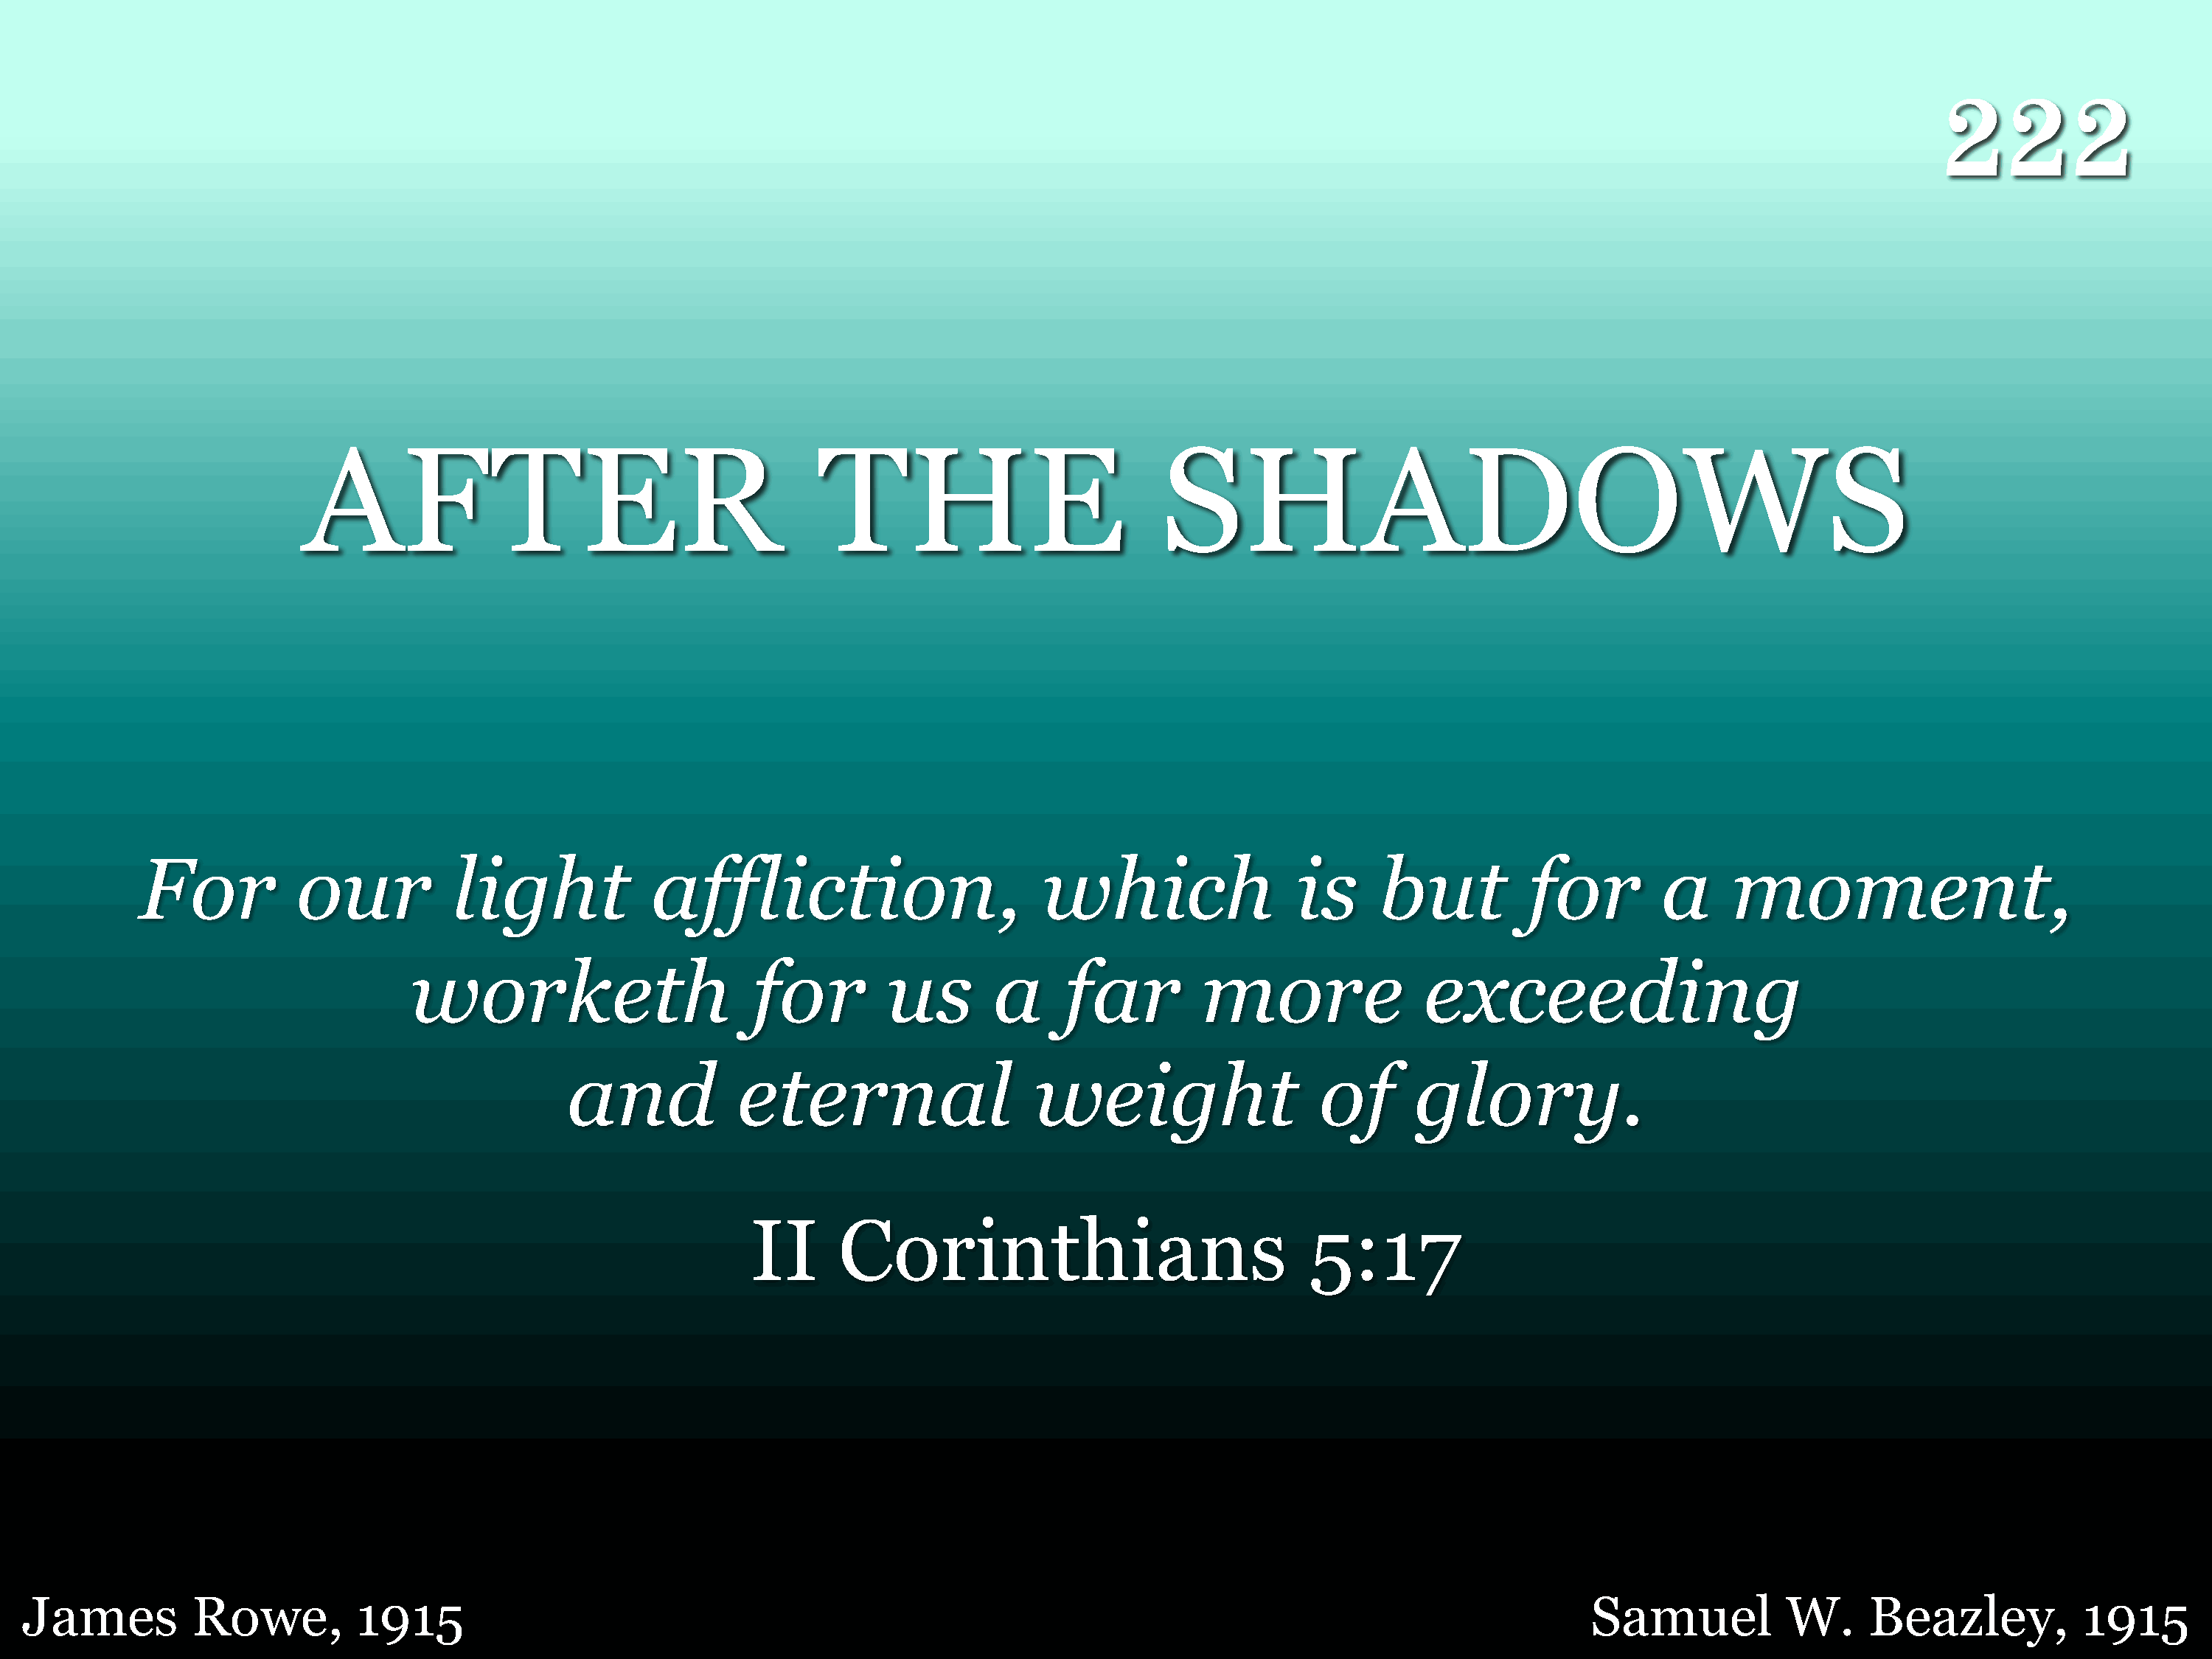 222
AFTER THE SHADOWS
For our light affliction, which is but for a moment,
worketh for us a far more exceeding
and eternal weight of glory.
II Corinthians 5:17
James Rowe, 1915
Samuel W. Beazley, 1915